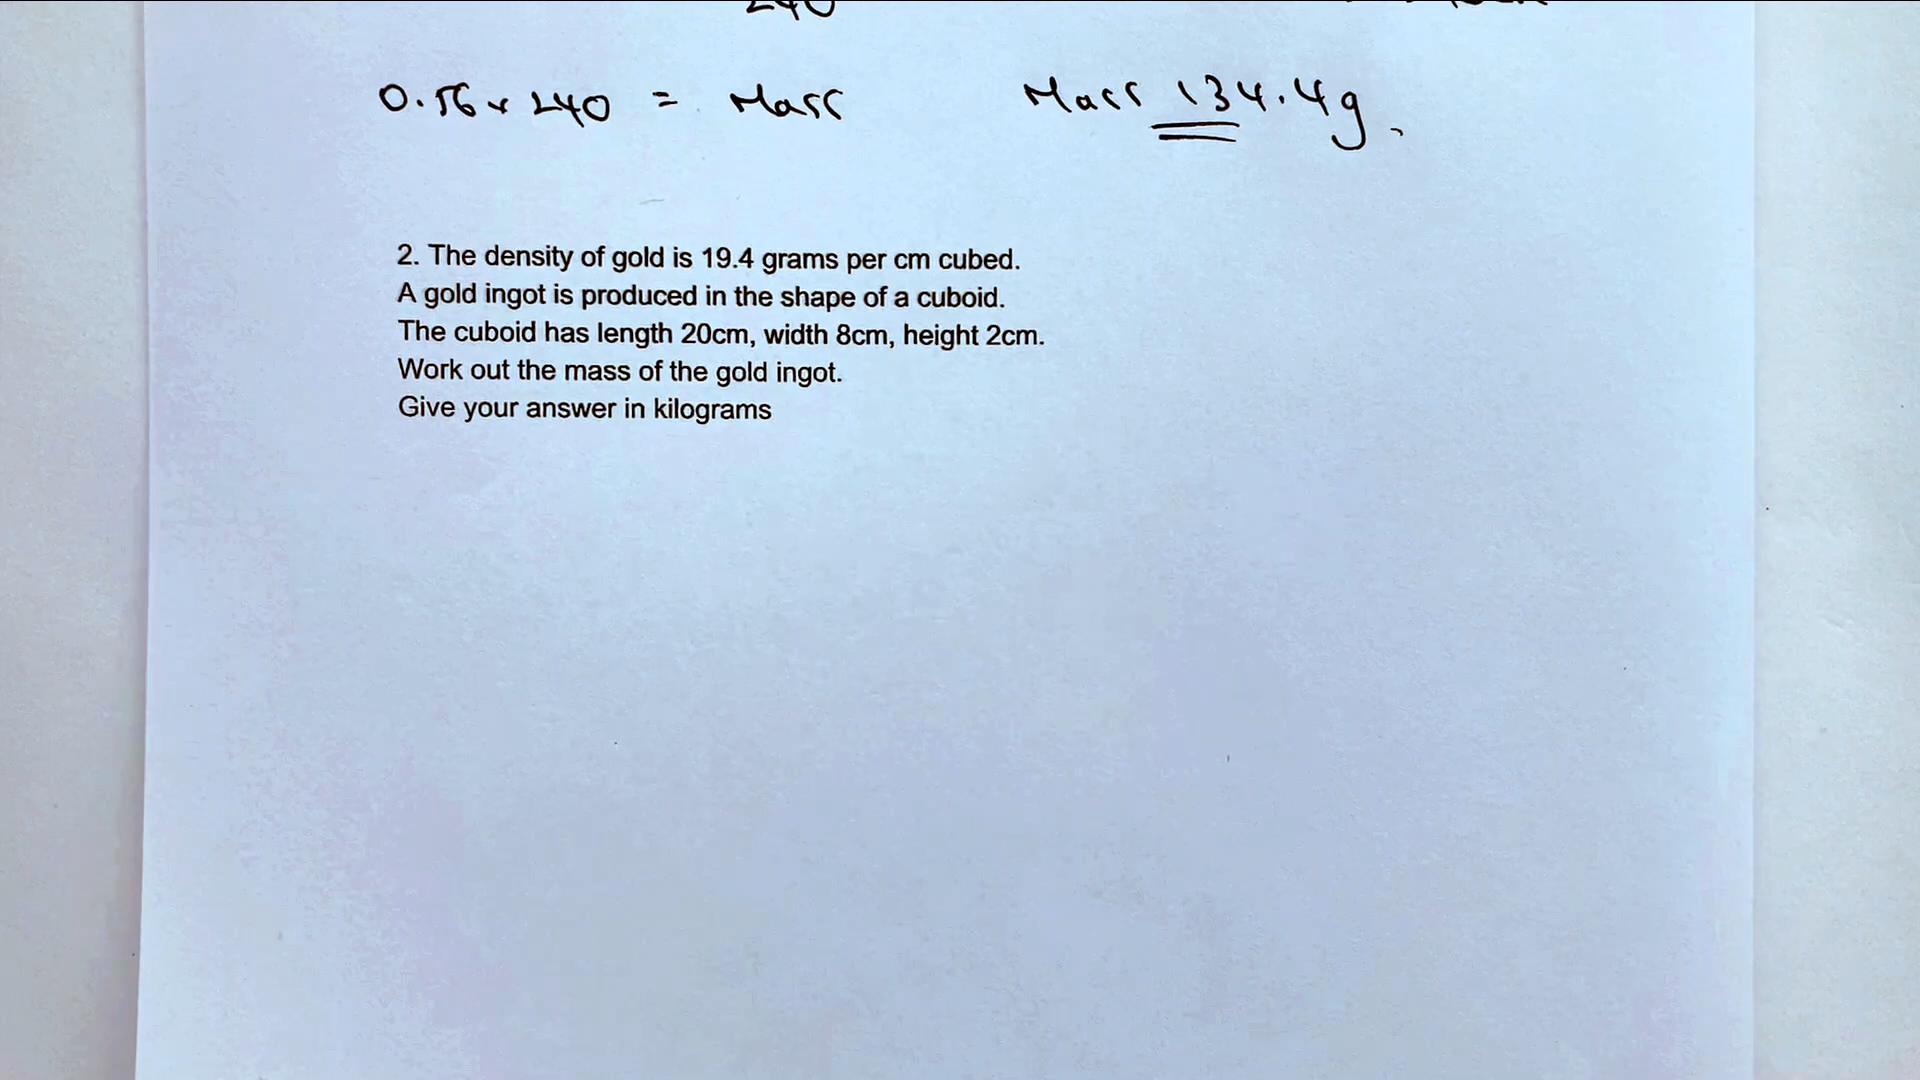 240
0.56 x 240 = Mass Mass 134.4g.
2. The density of gold is 19.4 grams per cm cubed.
A gold ingot is produced in the shape of a cuboid.
The cuboid has length 20cm, width 8cm, height 2cm.
Work out the mass of the gold ingot.
Give your answer in kilograms